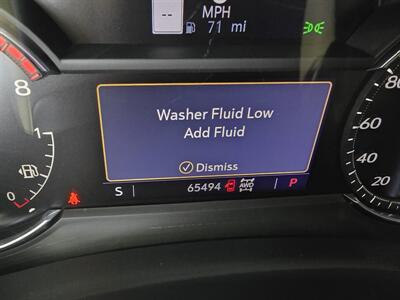 MPH
-- 71 mi
8 80
Washer Fluid Low
Add Fluid
60
1
40
Dismiss
20
0
S 65494 AWD P